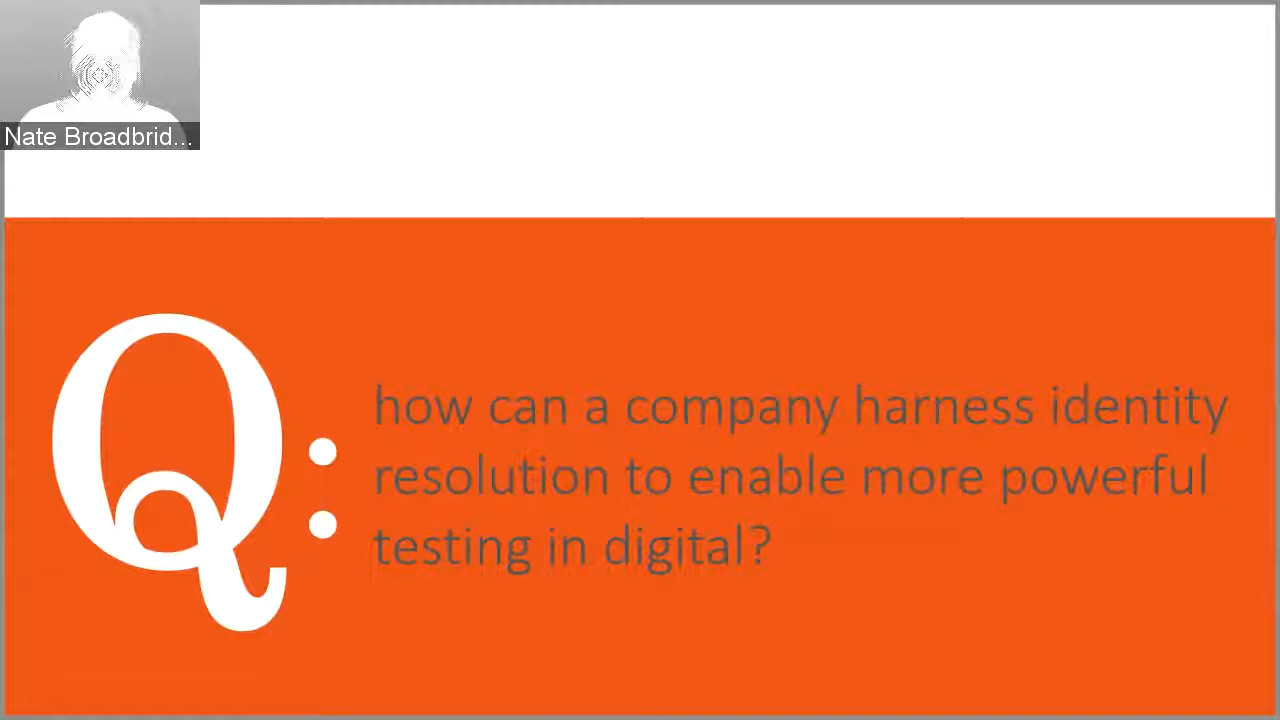 Nate Broadbrid...
Q:
how can a company harness identity
resolution to enable more powerful
testing in digital?